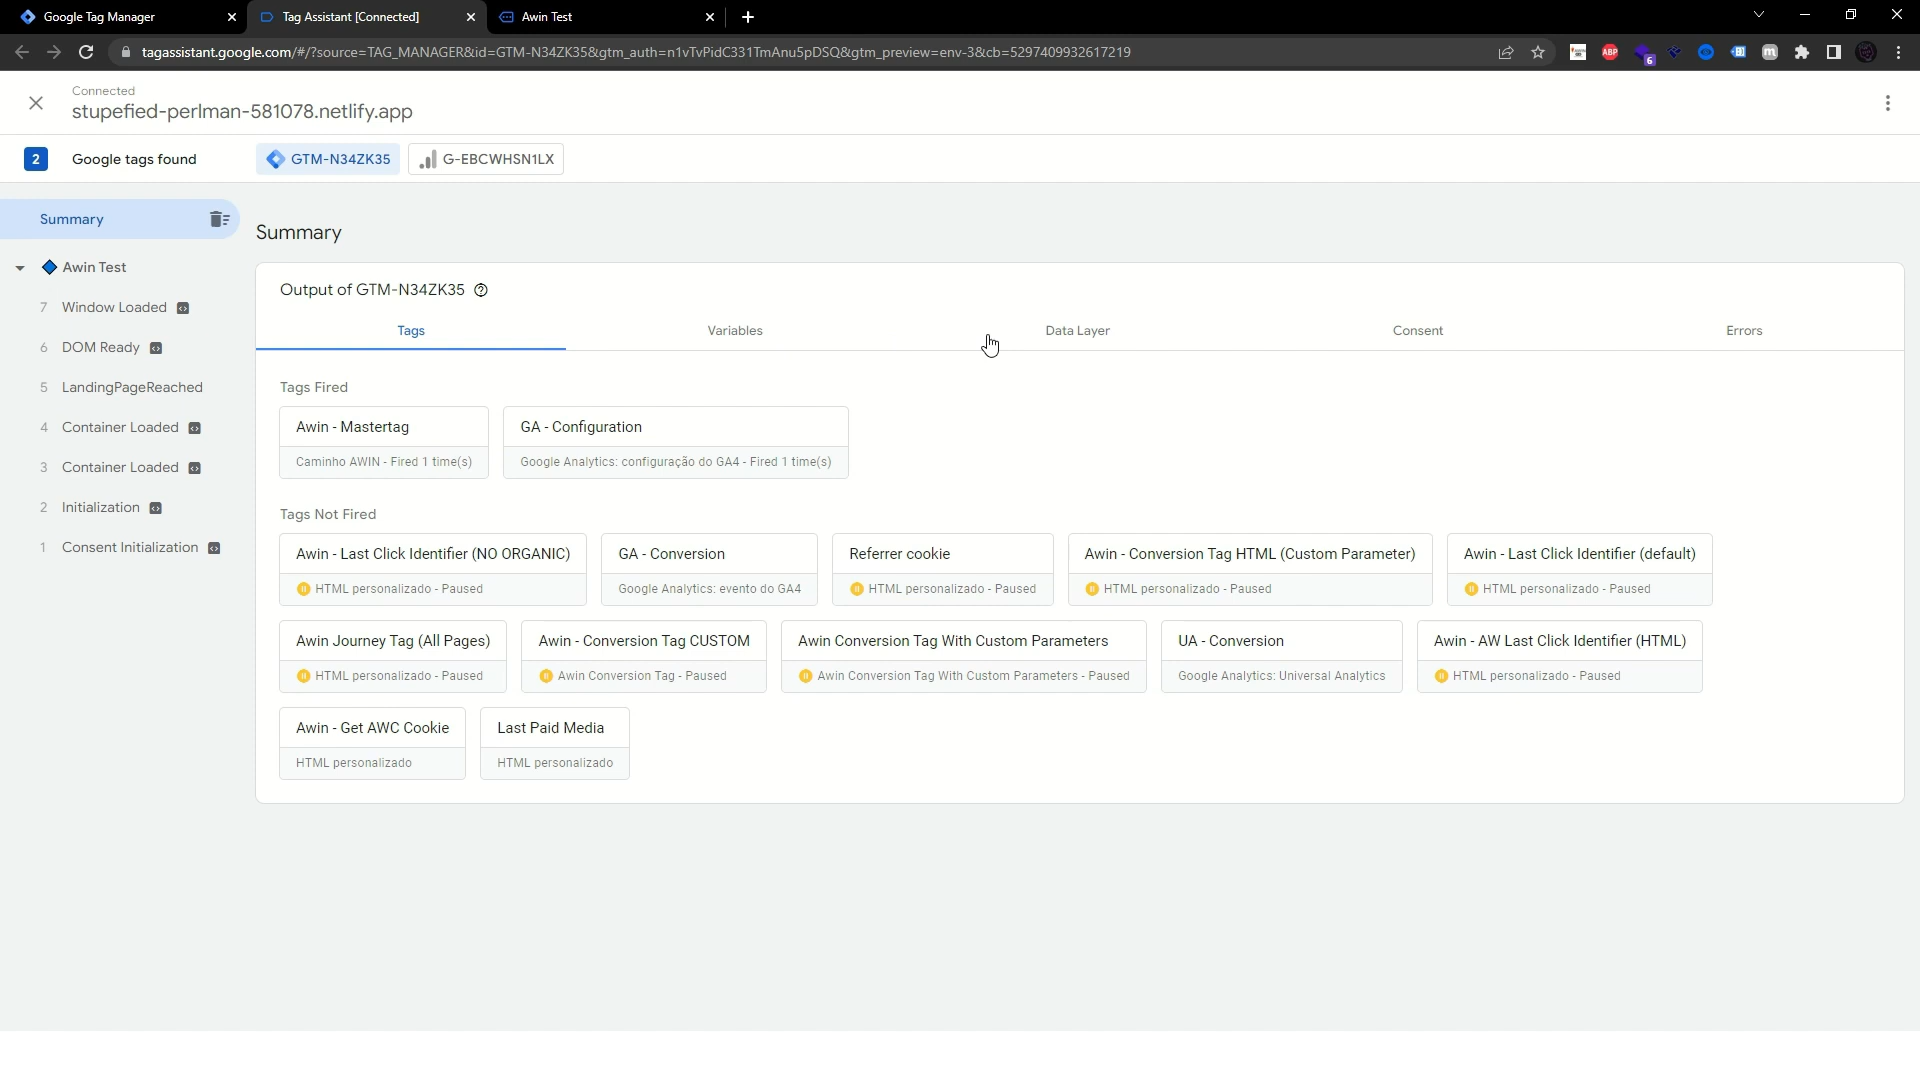 Google Tag Manager
Tag Assistant [Connected]
Awin Test
tagassistant.google.com/#/?source=TAG_MANAGER&id=GTM-N34ZK35&gtm_auth=n1vTvPidC331TmAnu5pDSQ&gtm_preview=env-3&cb=5297409932617219
ABP
6
m
Connected
stupefied-perlman-581078.netlify.app
2
Google tags found
GTM-N34ZK35
G-EBCWHSN1LX
Summary
Awin Test
7 Window Loaded
6 DOM Ready
5 LandingPageReached
4 Container Loaded
3 Container Loaded
2 Initialization
1 Consent Initialization
Summary
Output of GTM-N34ZK35
Tags
Variables
Data Layer
Consent
Errors
Tags Fired
Awin - Mastertag
Caminho AWIN - Fired 1 time(s)
GA - Configuration
Google Analytics: configuração do GA4 - Fired 1 time(s)
Tags Not Fired
Awin - Last Click Identifier (NO ORGANIC)
HTML personalizado - Paused
GA - Conversion
Google Analytics: evento do GA4
Referrer cookie
HTML personalizado - Paused
Awin - Conversion Tag HTML (Custom Parameter)
HTML personalizado - Paused
Awin - Last Click Identifier (default)
HTML personalizado - Paused
Awin Journey Tag (All Pages)
HTML personalizado - Paused
Awin - Conversion Tag CUSTOM
Awin Conversion Tag - Paused
Awin Conversion Tag With Custom Parameters
Awin Conversion Tag With Custom Parameters - Paused
UA - Conversion
Google Analytics: Universal Analytics
Awin - AW Last Click Identifier (HTML)
HTML personalizado - Paused
Awin - Get AWC Cookie
HTML personalizado
Last Paid Media
HTML personalizado